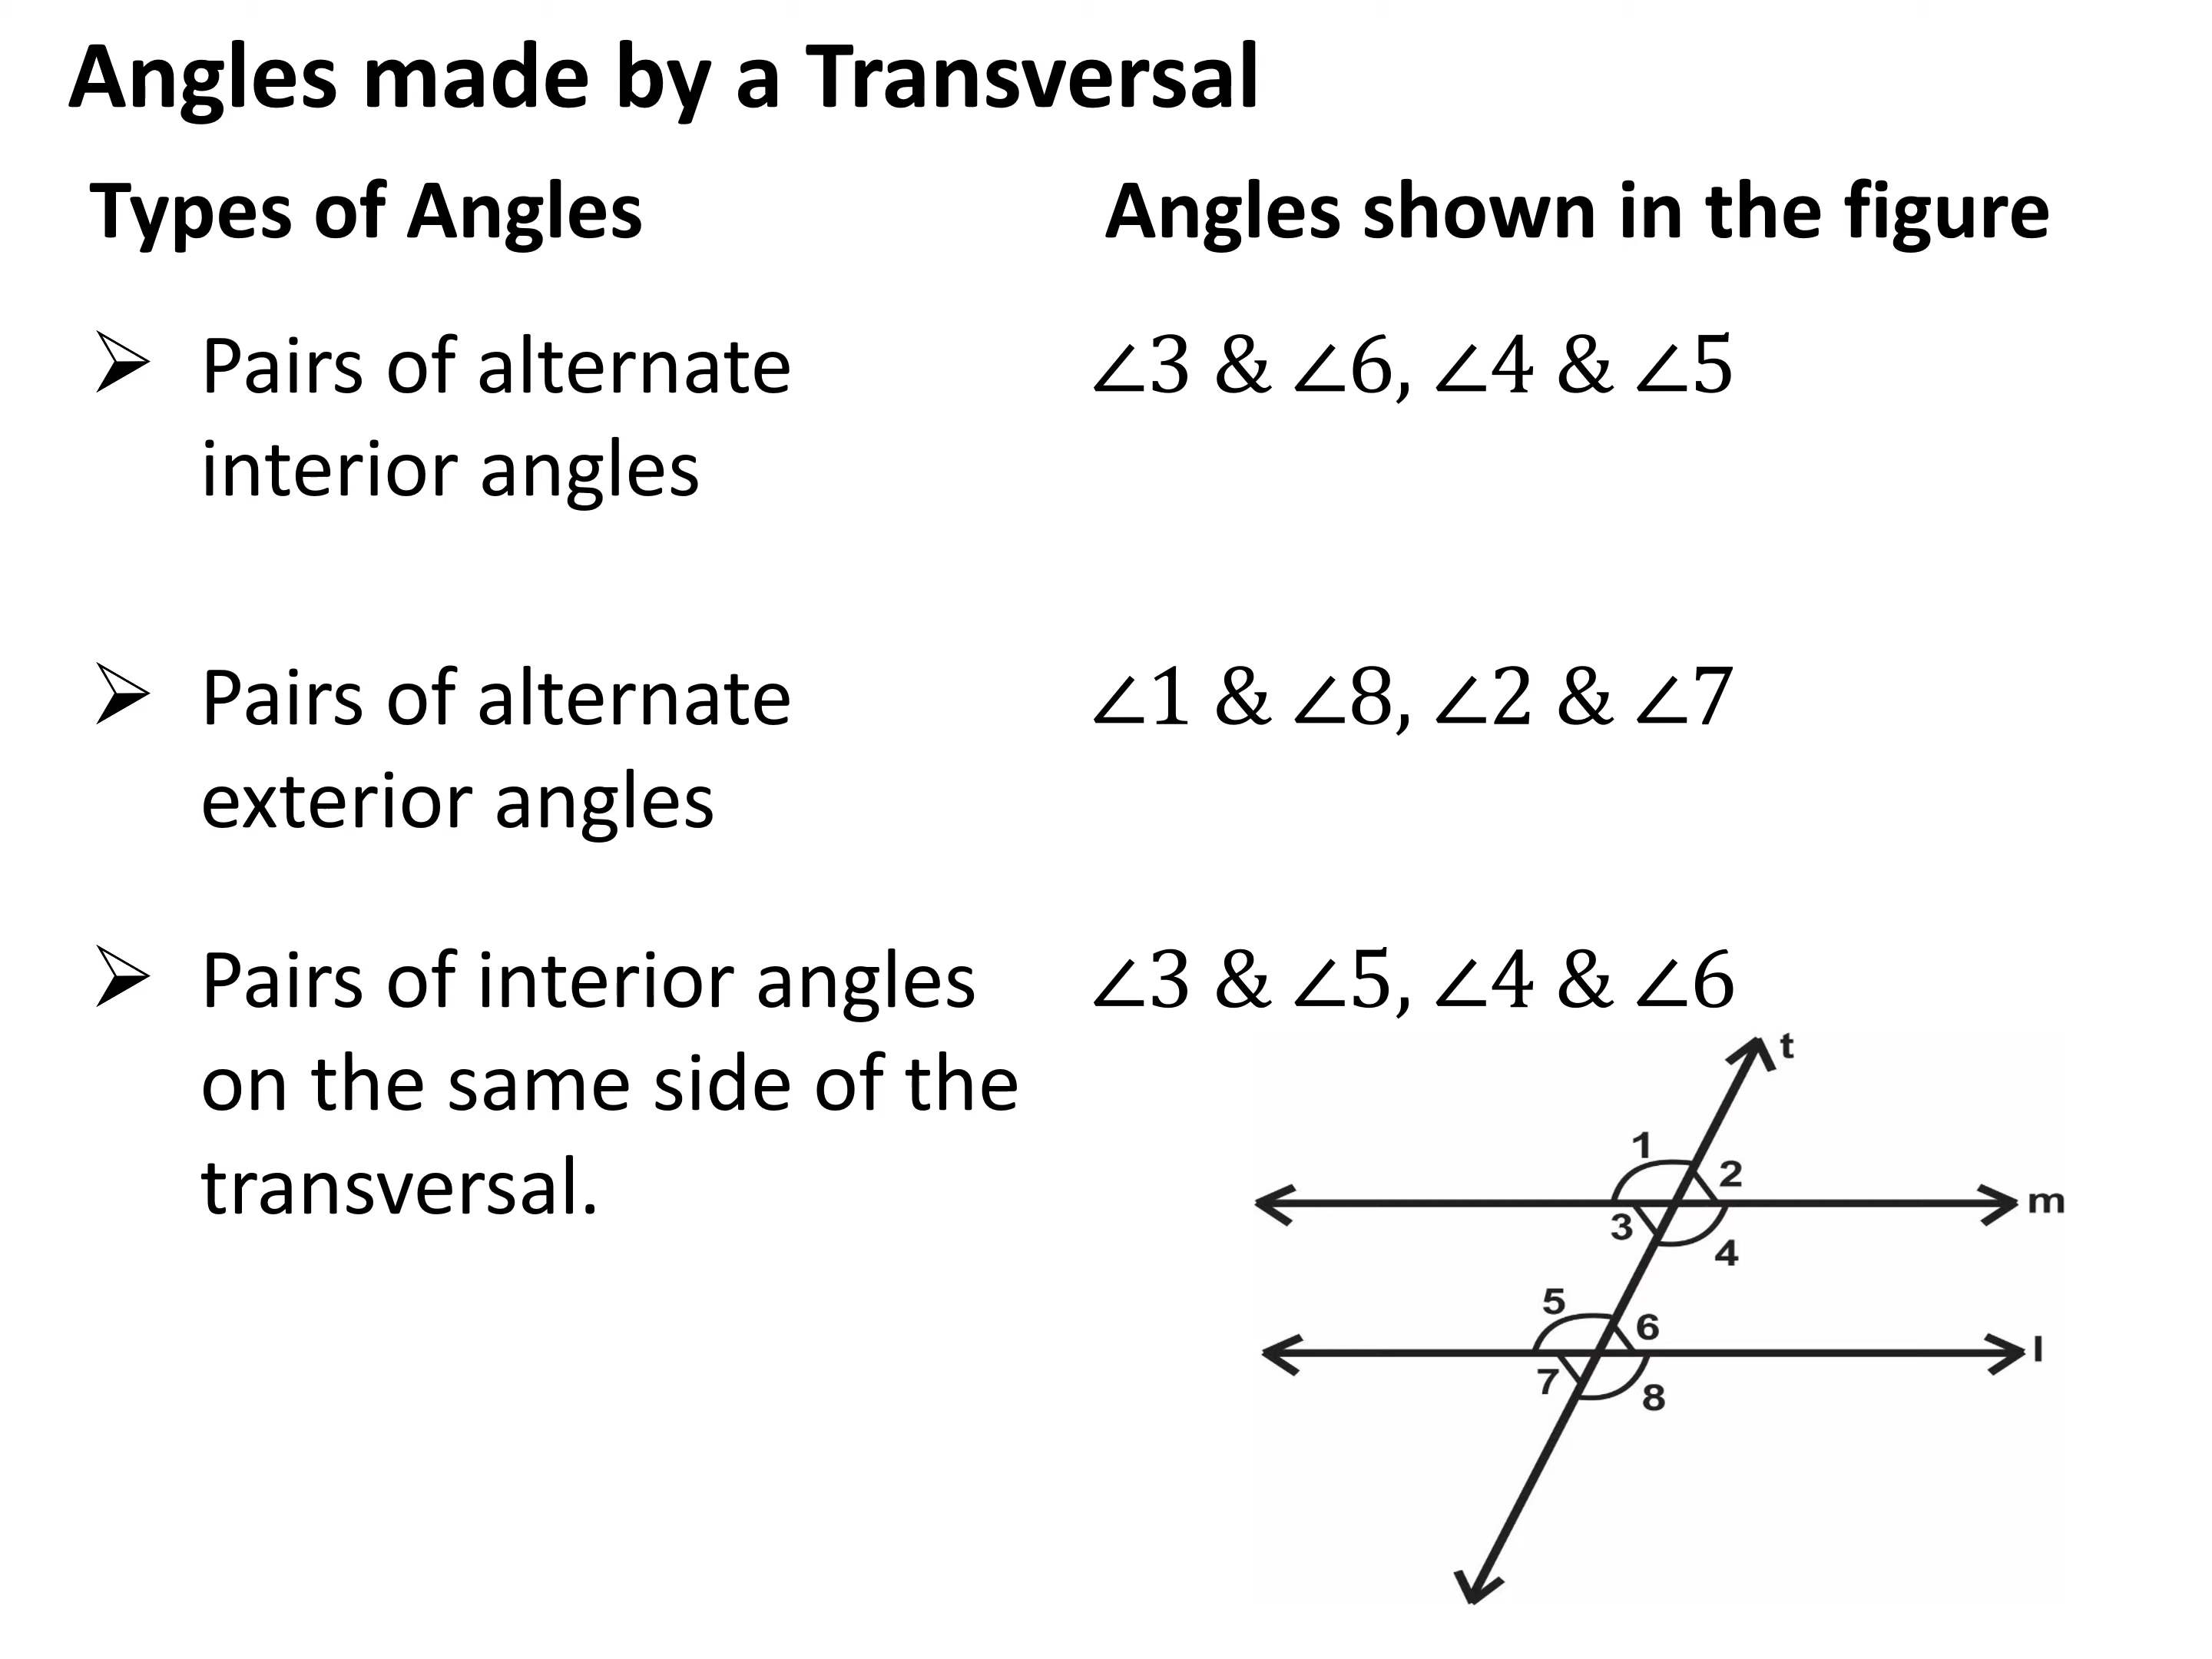 Angles made by a Transversal
Types of Angles
Angles shown in the figure
Pairs of alternate
interior angles
∠3 & ∠6, ∠4 & ∠5
Pairs of alternate
exterior angles
∠1 & ∠8, ∠2 & ∠7
Pairs of interior angles
on the same side of the
transversal.
∠3 & ∠5, ∠4 & ∠6
t
1
2
m
3
4
5
6
l
7
8